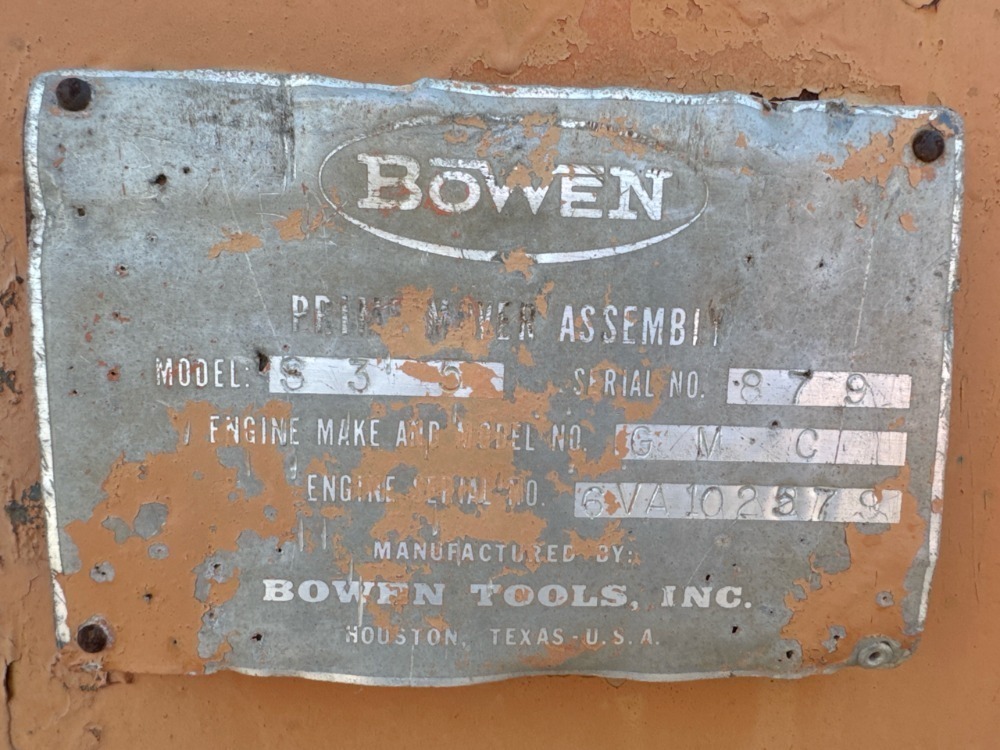 BOWEN
PRIME MOVER ASSEMBLY
MODEL: S 3 5 SERIAL NO. 879
ENGINE MAKE AND MODEL NO. G M C
ENGINE SERIAL NO.
MANUFACTURED BY:
BOWEN TOOLS, INC.
HOUSTON, TEXAS - U.S.A.